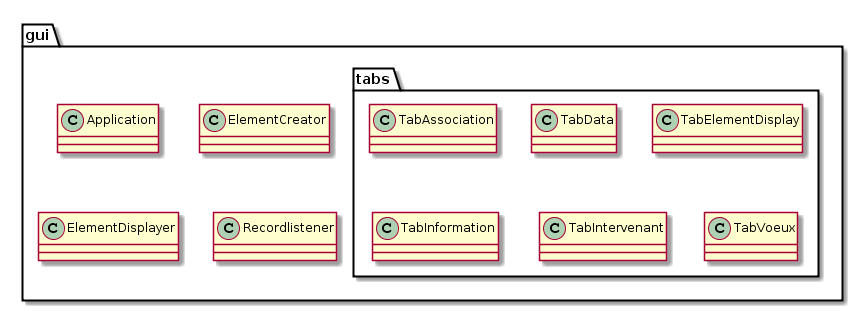 gui
tabs
C Application
C ElementCreator
C TabAssociation
C TabData
C TabElementDisplay
C ElementDisplayer
C Recordlistener
C TabInformation
C TabIntervenant
C TabVoeux